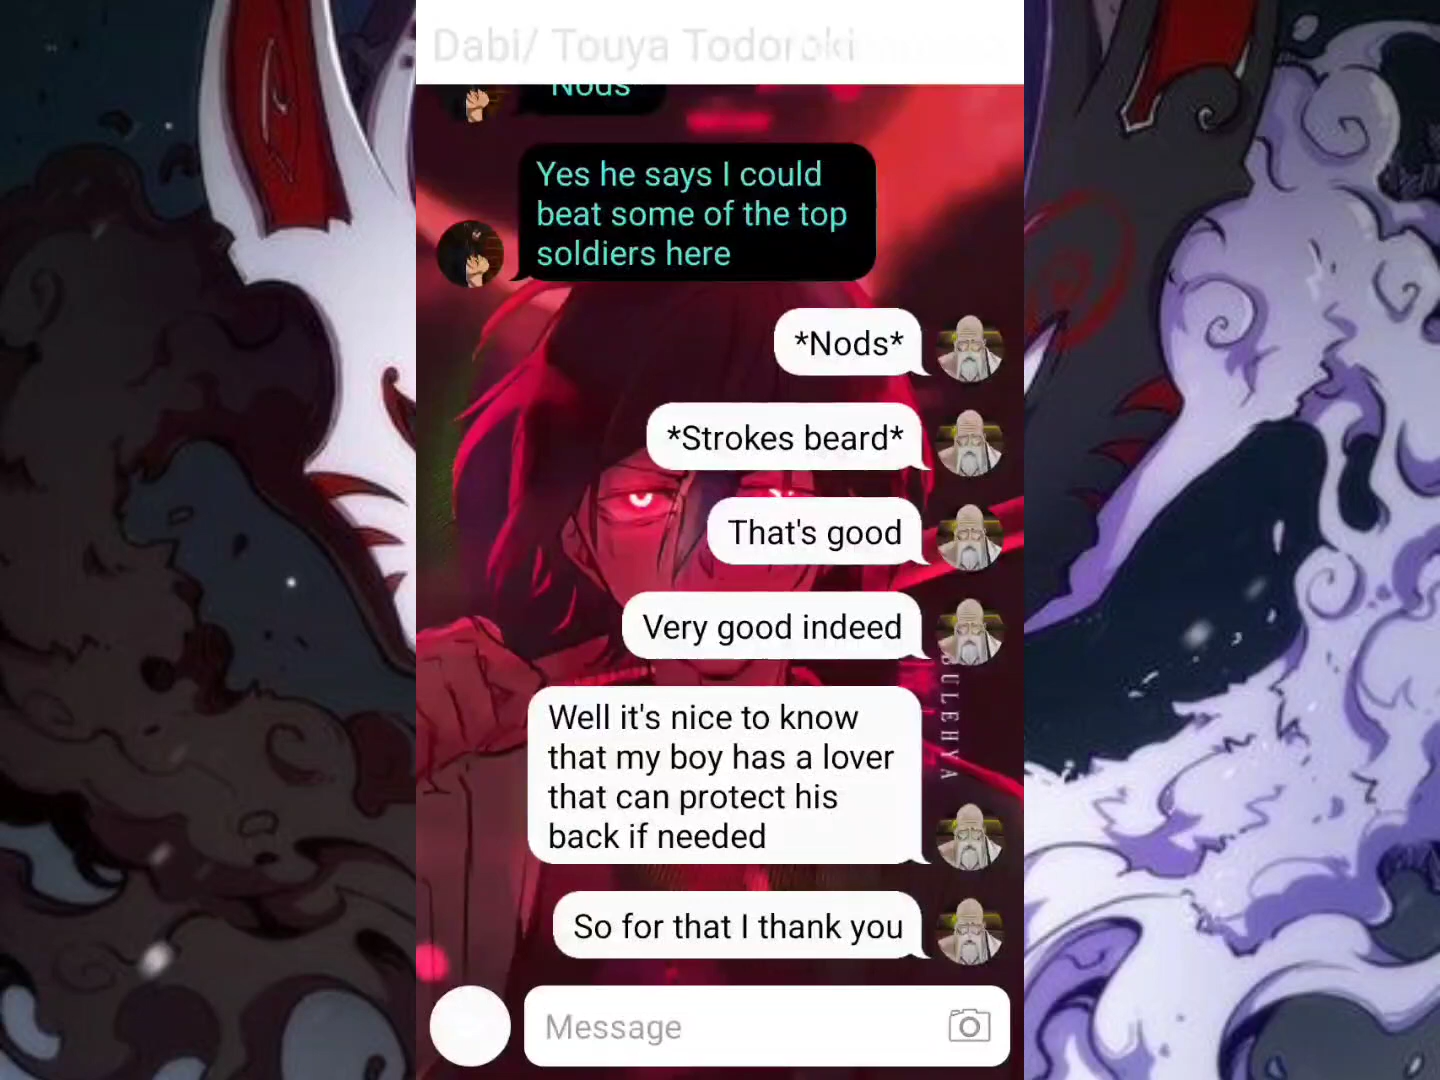 Dabi/ Touya Todoroki
Nods
Yes he says I could
beat some of the top
soldiers here
*Nods*
*Strokes beard*
That's good
Very good indeed
Well it's nice to know
that my boy has a lover
that can protect his
back if needed
So for that I thank you
Message